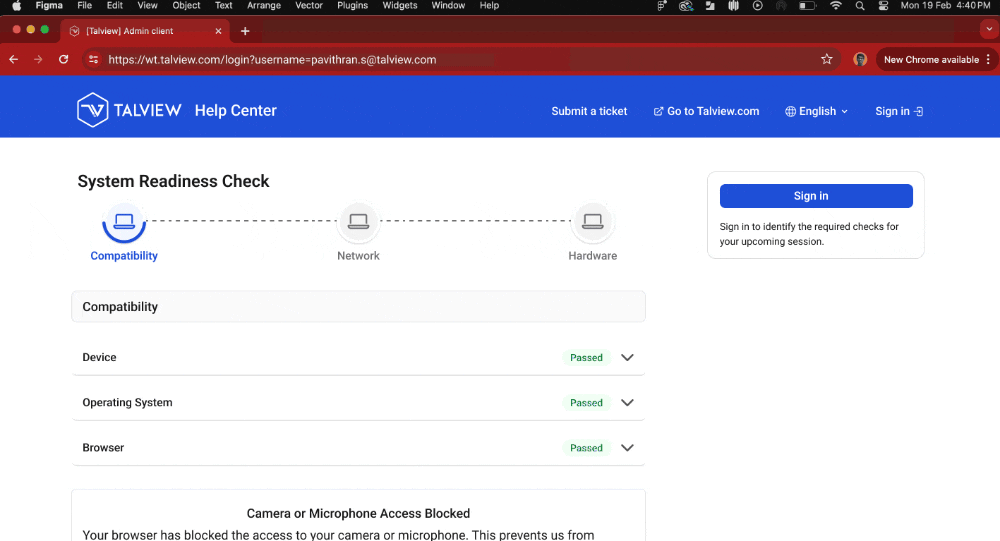 Figma File Edit View Object Text Arrange Vector Plugins Widgets Window Help Mon 19 Feb 4:40 PM
[Talview] Admin client
https://wt.talview.com/login?username=pavithran.s@talview.com New Chrome available
TALVIEW Help Center Submit a ticket Go to Talview.com English Sign in
System Readiness Check
Compatibility Network Hardware
Sign in
Sign in to identify the required checks for
your upcoming session.
Compatibility
Device Passed
Operating System Passed
Browser Passed
Camera or Microphone Access Blocked
Your browser has blocked the access to your camera or microphone. This prevents us from